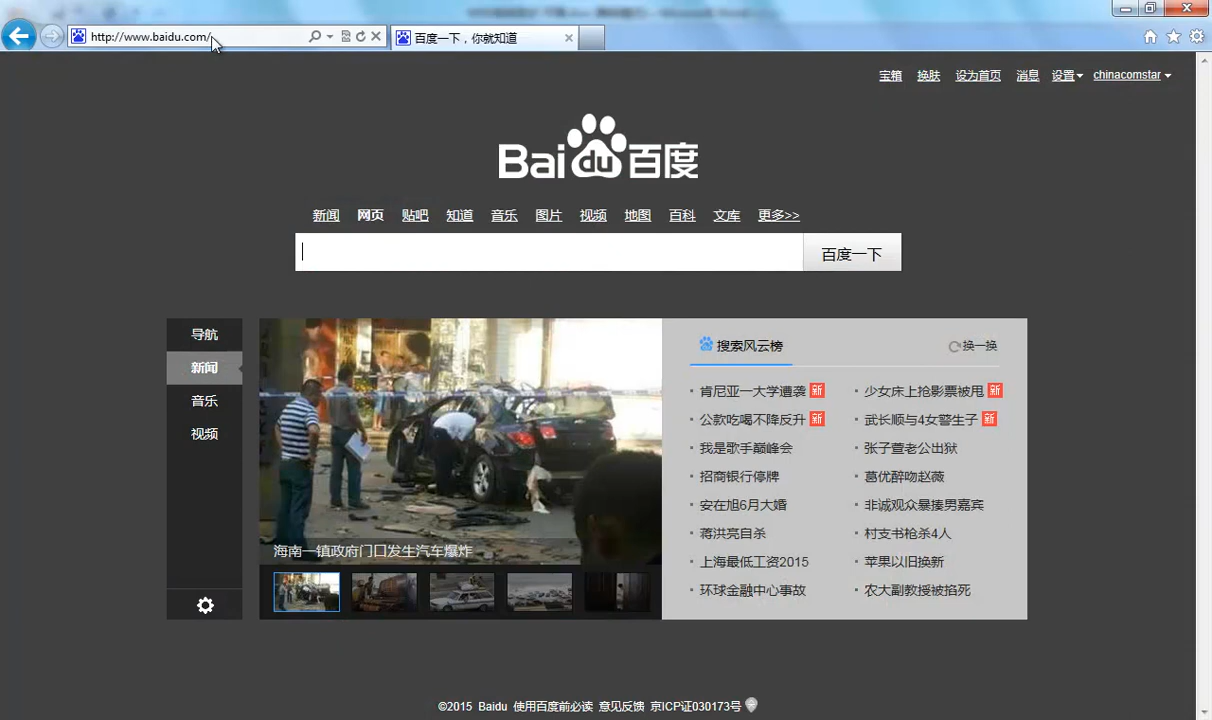 http://www.baidu.com/
百度一下，你就知道
宝箱 换肤 设为首页 消息 设置 chinacomstar
Bai du 百度
新闻 网页 贴吧 知道 音乐 图片 视频 地图 百科 文库 更多>>
百度一下
导航
新闻
音乐
视频
海南一镇政府门口发生汽车爆炸
搜索风云榜 换一换
肯尼亚一大学遭袭 新 少女床上抢影票被甩 新
公款吃喝不降反升 新 武长顺与4女警生子 新
我是歌手巅峰会 张子萱老公出狱
招商银行停牌 葛优醉吻赵薇
安在旭6月大婚 非诚观众暴揍男嘉宾
蒋洪亮自杀 村支书枪杀4人
上海最低工资2015 苹果以旧换新
环球金融中心事故 农大副教授被掐死
©2015 Baidu 使用百度前必读 意见反馈 京ICP证030173号